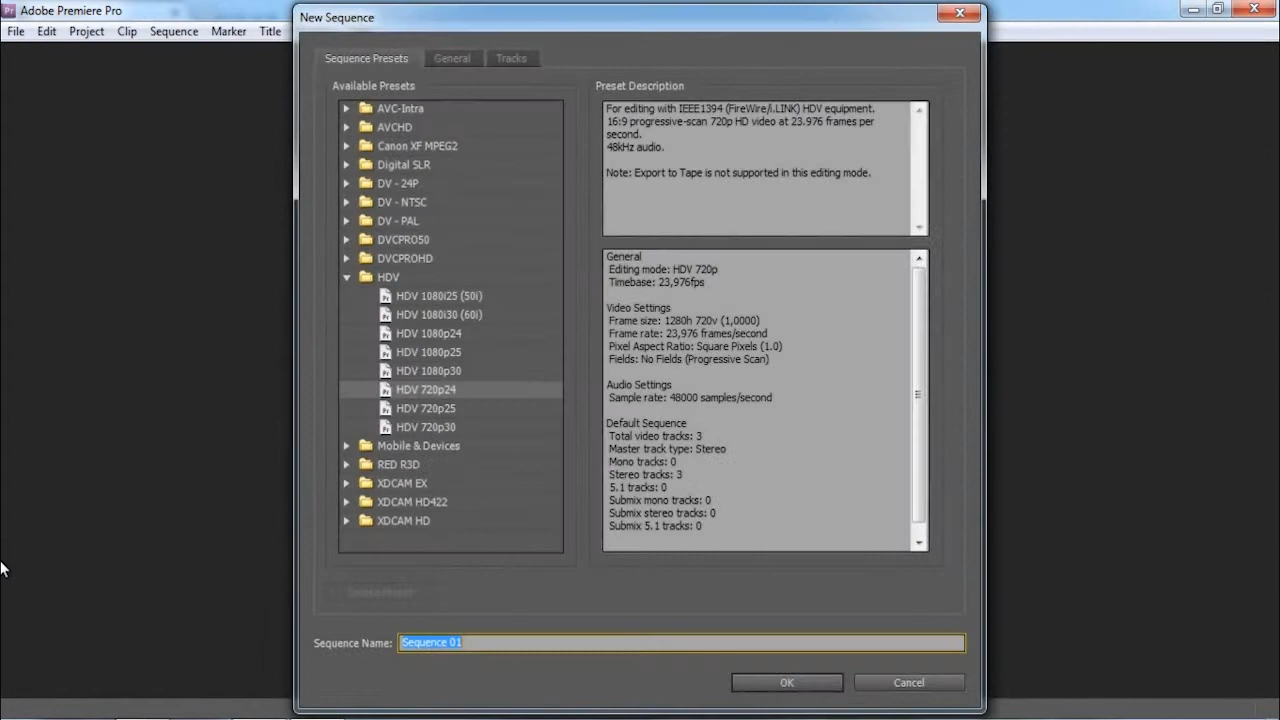 Adobe Premiere Pro
File Edit Project Clip Sequence Marker Title
New Sequence
Sequence Presets General Tracks
Available Presets
AVC-Intra
AVCHD
Canon XF MPEG2
Digital SLR
DV - 24P
DV - NTSC
DV - PAL
DVCPRO50
DVCPROHD
HDV
HDV 1080i25 (50i)
HDV 1080i30 (60i)
HDV 1080p24
HDV 1080p25
HDV 1080p30
HDV 720p24
HDV 720p25
HDV 720p30
Mobile & Devices
RED R3D
XDCAM EX
XDCAM HD422
XDCAM HD
Preset Description
For editing with IEEE1394 (FireWire/i.LINK) HDV equipment.
16:9 progressive-scan 720p HD video at 23.976 frames per
second.
48kHz audio.
Note: Export to Tape is not supported in this editing mode.
General
Editing mode: HDV 720p
Timebase: 23,976fps
Video Settings
Frame size: 1280h 720v (1,0000)
Frame rate: 23,976 frames/second
Pixel Aspect Ratio: Square Pixels (1.0)
Fields: No Fields (Progressive Scan)
Audio Settings
Sample rate: 48000 samples/second
Default Sequence
Total video tracks: 3
Master track type: Stereo
Mono tracks: 0
Stereo tracks: 3
5.1 tracks: 0
Submix mono tracks: 0
Submix stereo tracks: 0
Submix 5.1 tracks: 0
Sequence Name: Sequence 01
OK Cancel